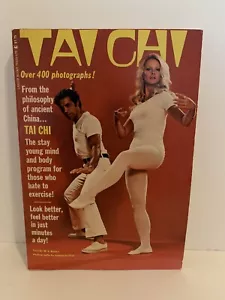 TAI CHI
Over 400 photographs!
From the
philosophy
of ancient
China...
TAI CHI
The stay
young mind and
body program
for those who
hate to
exercise!
Look better,
feel better
in just
minutes
a day!